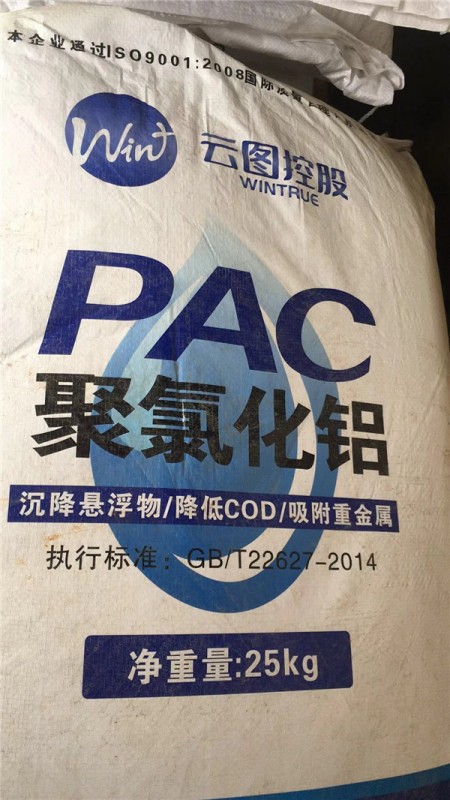 本企业通过ISO9001:2008国际质量
Win+
云图控股
WINTRUE
PAC
聚氯化铝
沉降悬浮物/降低COD/吸附重金属
执行标准：GB/T22627-2014
净重量:25kg